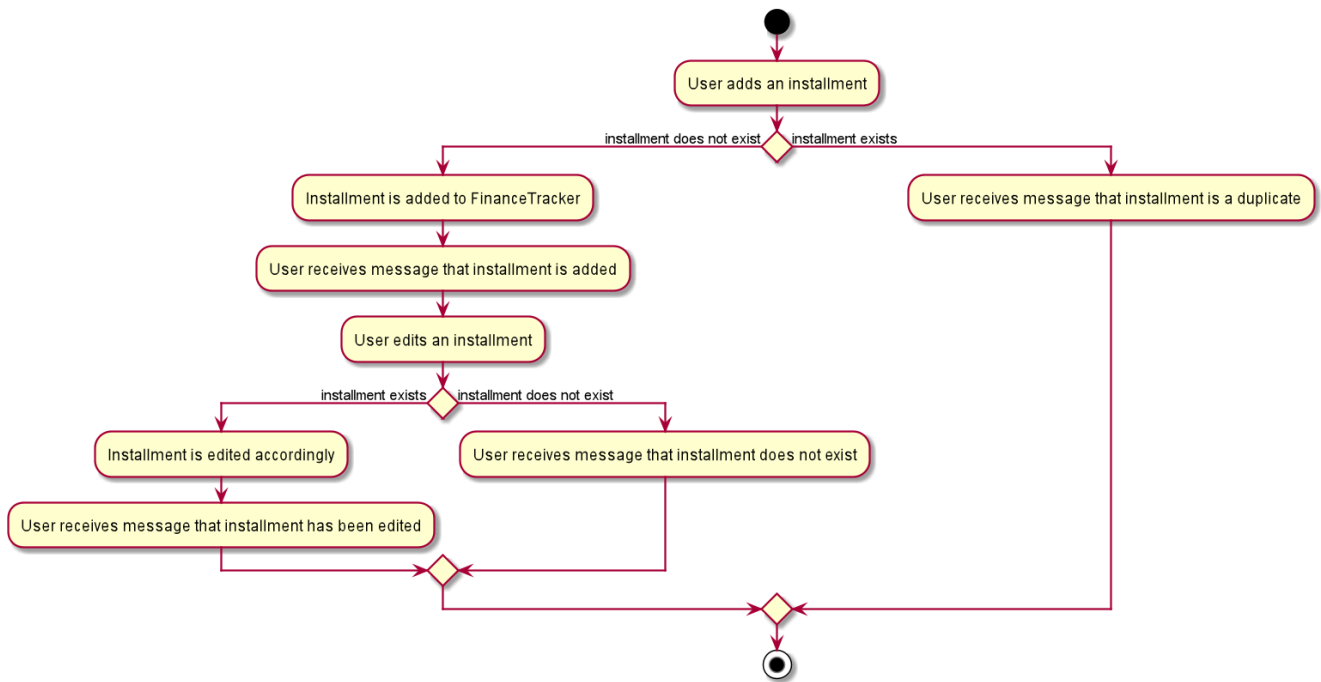 User adds an installment
installment does not exist
installment exists
Installment is added to FinanceTracker
User receives message that installment is a duplicate
User receives message that installment is added
User edits an installment
installment exists
installment does not exist
Installment is edited accordingly
User receives message that installment does not exist
User receives message that installment has been edited